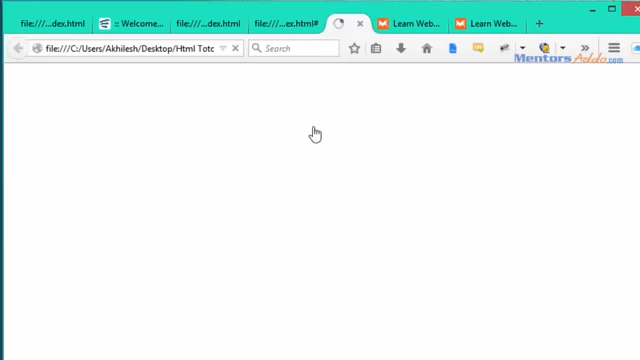 file:///...dex.html :: Welcome... file:///...dex.html file:///...ex.html# Learn Web... Learn Web...
file:///C:/Users/Akhilesh/Desktop/Html Toto Search
MentorsAdda.com